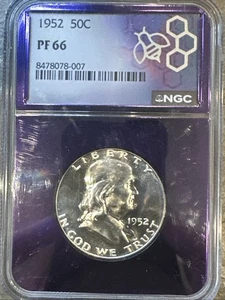 1952 50C
PF 66
8478078-007
NGC
LIBERTY
1952
IN GOD WE TRUST